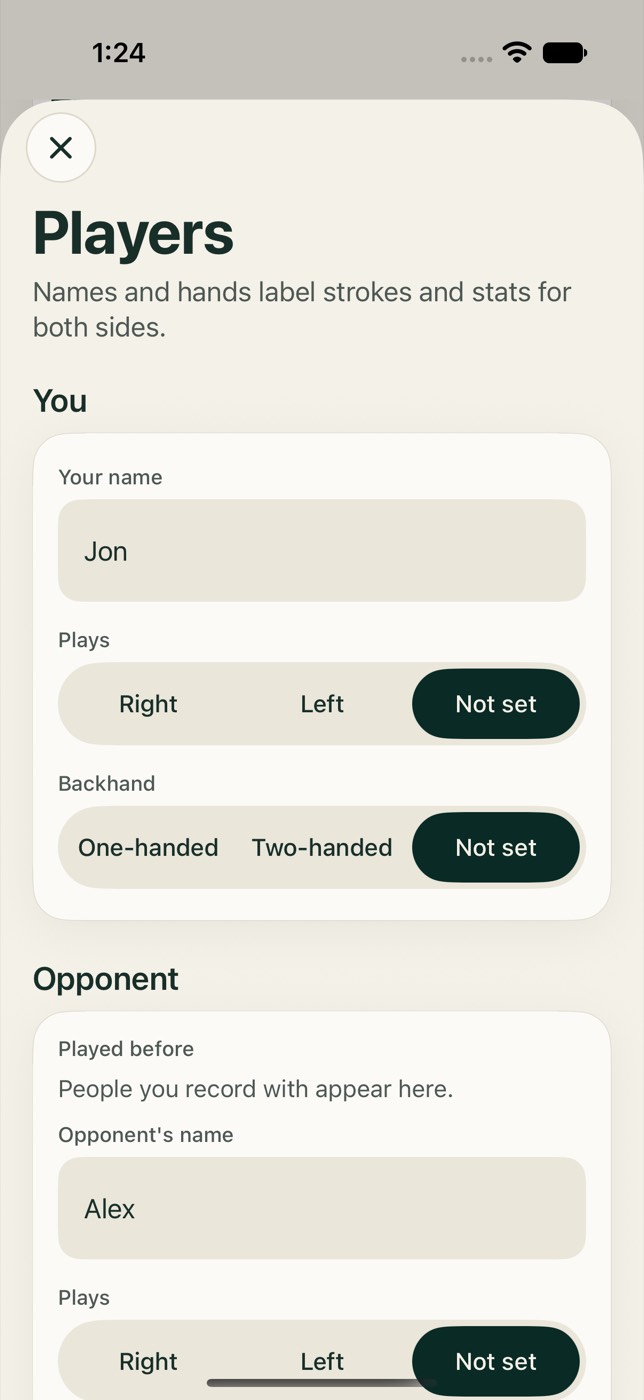 1:24
Players
Names and hands label strokes and stats for
both sides.
You
Your name
Jon
Plays
Right Left Not set
Backhand
One-handed Two-handed Not set
Opponent
Played before
People you record with appear here.
Opponent's name
Alex
Plays
Right Left Not set